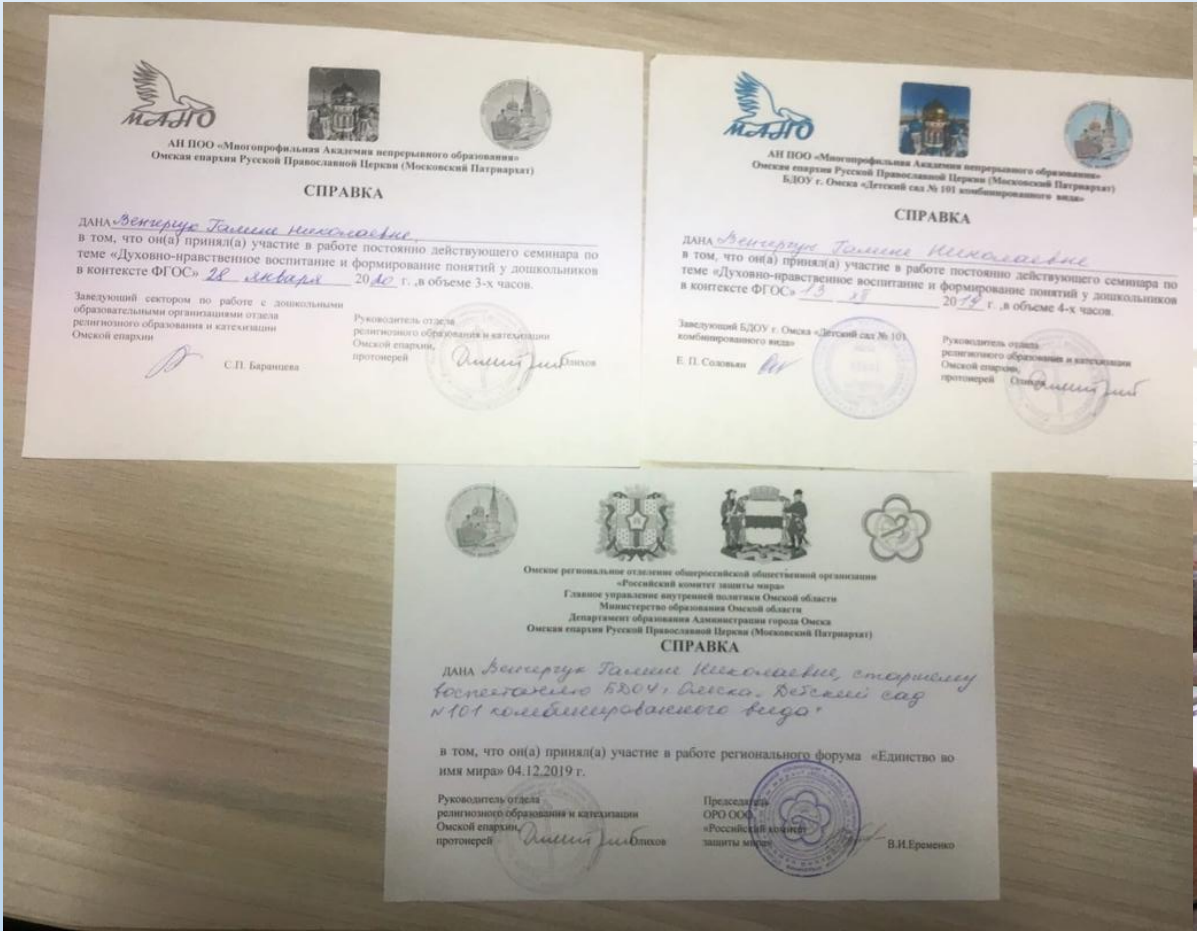 МАНО
АН ПОО «Многопрофильная Академия непрерывного образования»
Омская епархия Русской Православной Церкви (Московский Патриархат)
СПРАВКА
ДАНА Венгерчук Галине Николаевне,
в том, что он(а) принял(а) участие в работе постоянно действующего семинара по
теме «Духовно-нравственное воспитание и формирование понятий у дошкольников
в контексте ФГОС» 28 января 2020 г. ,в объеме 3-х часов.
Заведующий сектором по работе с дошкольными
образовательными организациями отдела
религиозного образования и катехизации
Омской епархии
С.П. Баранцева
Руководитель отдела
религиозного образования и катехизации
Омской епархии,
протоиерей Олихов
МАНО
АН ПОО «Многопрофильная Академия непрерывного образования»
Омская епархия Русской Православной Церкви (Московский Патриархат)
БДОУ г. Омска «Детский сад № 101 комбинированного вида»
СПРАВКА
ДАНА Венгерчук Галине Николаевне
в том, что он(а) принял(а) участие в работе постоянно действующего семинара по
теме «Духовно-нравственное воспитание и формирование понятий у дошкольников
в контексте ФГОС» 13 XII 2019 г ,в объеме 4-х часов.
Заведующий БДОУ г. Омска «Детский сад № 101
комбинированного вида»
Е. П. Соловьян
Руководитель отдела
религиозного образования и катехизации
Омской епархии,
протоиерей Олихов
Омское региональное отделение общероссийской общественной организации
«Российский комитет защиты мира»
Главное управление внутренней политики Омской области
Министерство образования Омской области
Департамент образования Администрации города Омска
Омская епархия Русской Православной Церкви (Московский Патриархат)
СПРАВКА
ДАНА Венгерчук Галине Николаевне, старшему
воспитателю БДОУ г. Омска "Детский сад
№101 комбинированного вида"
в том, что он(а) принял(а) участие в работе регионального форума «Единство во
имя мира» 04.12.2019 г.
Руководитель отдела
религиозного образования и катехизации
Омской епархии,
протоиерей Олихов
Председатель
ОРО ООО
«Российский комитет
защиты мира»
В.И.Еременко